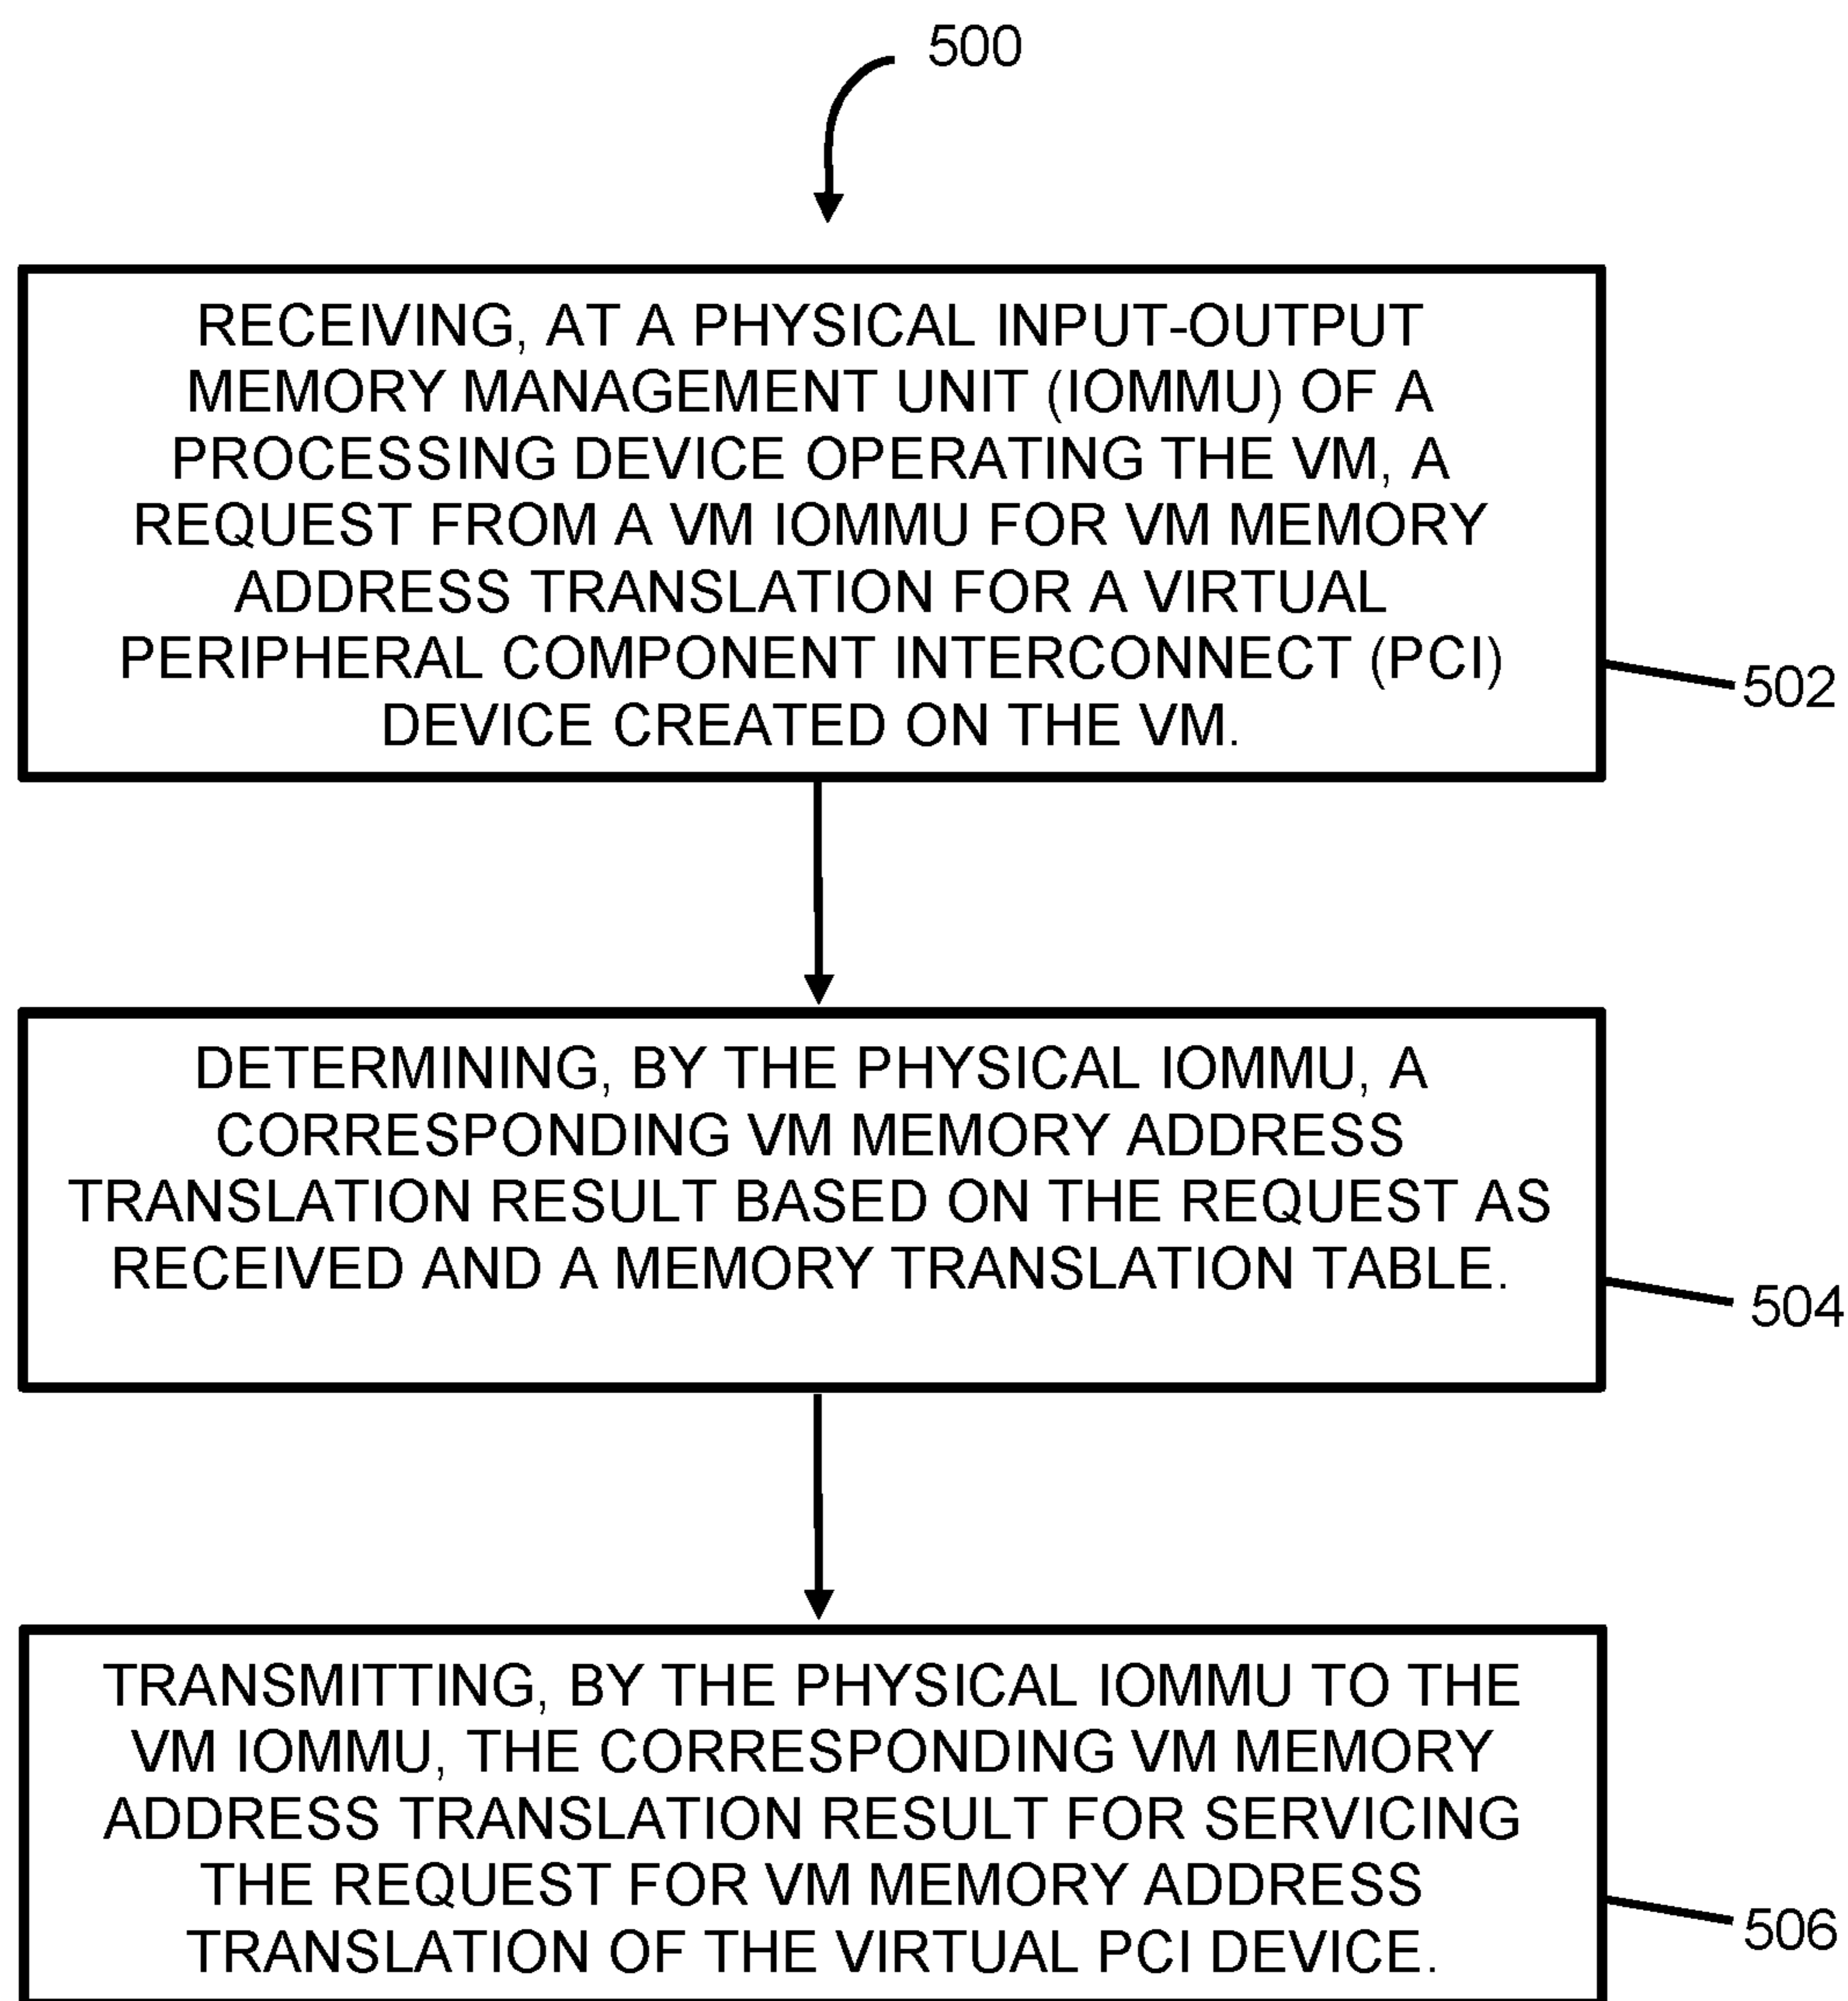 500
RECEIVING, AT A PHYSICAL INPUT-OUTPUT
MEMORY MANAGEMENT UNIT (IOMMU) OF A
PROCESSING DEVICE OPERATING THE VM, A
REQUEST FROM A VM IOMMU FOR VM MEMORY
ADDRESS TRANSLATION FOR A VIRTUAL
PERIPHERAL COMPONENT INTERCONNECT (PCI)
DEVICE CREATED ON THE VM.
502
DETERMINING, BY THE PHYSICAL IOMMU, A
CORRESPONDING VM MEMORY ADDRESS
TRANSLATION RESULT BASED ON THE REQUEST AS
RECEIVED AND A MEMORY TRANSLATION TABLE.
504
TRANSMITTING, BY THE PHYSICAL IOMMU TO THE
VM IOMMU, THE CORRESPONDING VM MEMORY
ADDRESS TRANSLATION RESULT FOR SERVICING
THE REQUEST FOR VM MEMORY ADDRESS
TRANSLATION OF THE VIRTUAL PCI DEVICE.
506